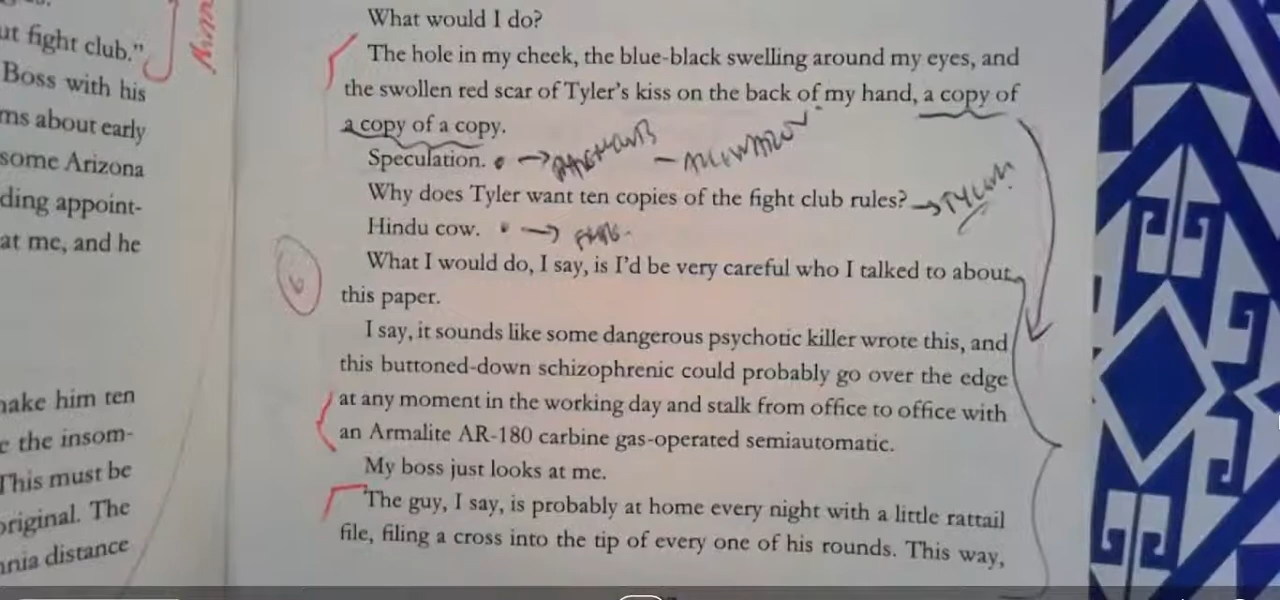 ut fight club."
Boss with his
ms about early
some Arizona
ding appoint-
at me, and he
nake him ten
e the insom-
This must be
original. The
nia distance
What would I do?
The hole in my cheek, the blue-black swelling around my eyes, and
the swollen red scar of Tyler's kiss on the back of my hand, a copy of
a copy of a copy.
Speculation.
Why does Tyler want ten copies of the fight club rules?
Hindu cow.
What I would do, I say, is I'd be very careful who I talked to about
this paper.
I say, it sounds like some dangerous psychotic killer wrote this, and
this buttoned-down schizophrenic could probably go over the edge
at any moment in the working day and stalk from office to office with
an Armalite AR-180 carbine gas-operated semiautomatic.
My boss just looks at me.
The guy, I say, is probably at home every night with a little rattail
file, filing a cross into the tip of every one of his rounds. This way,